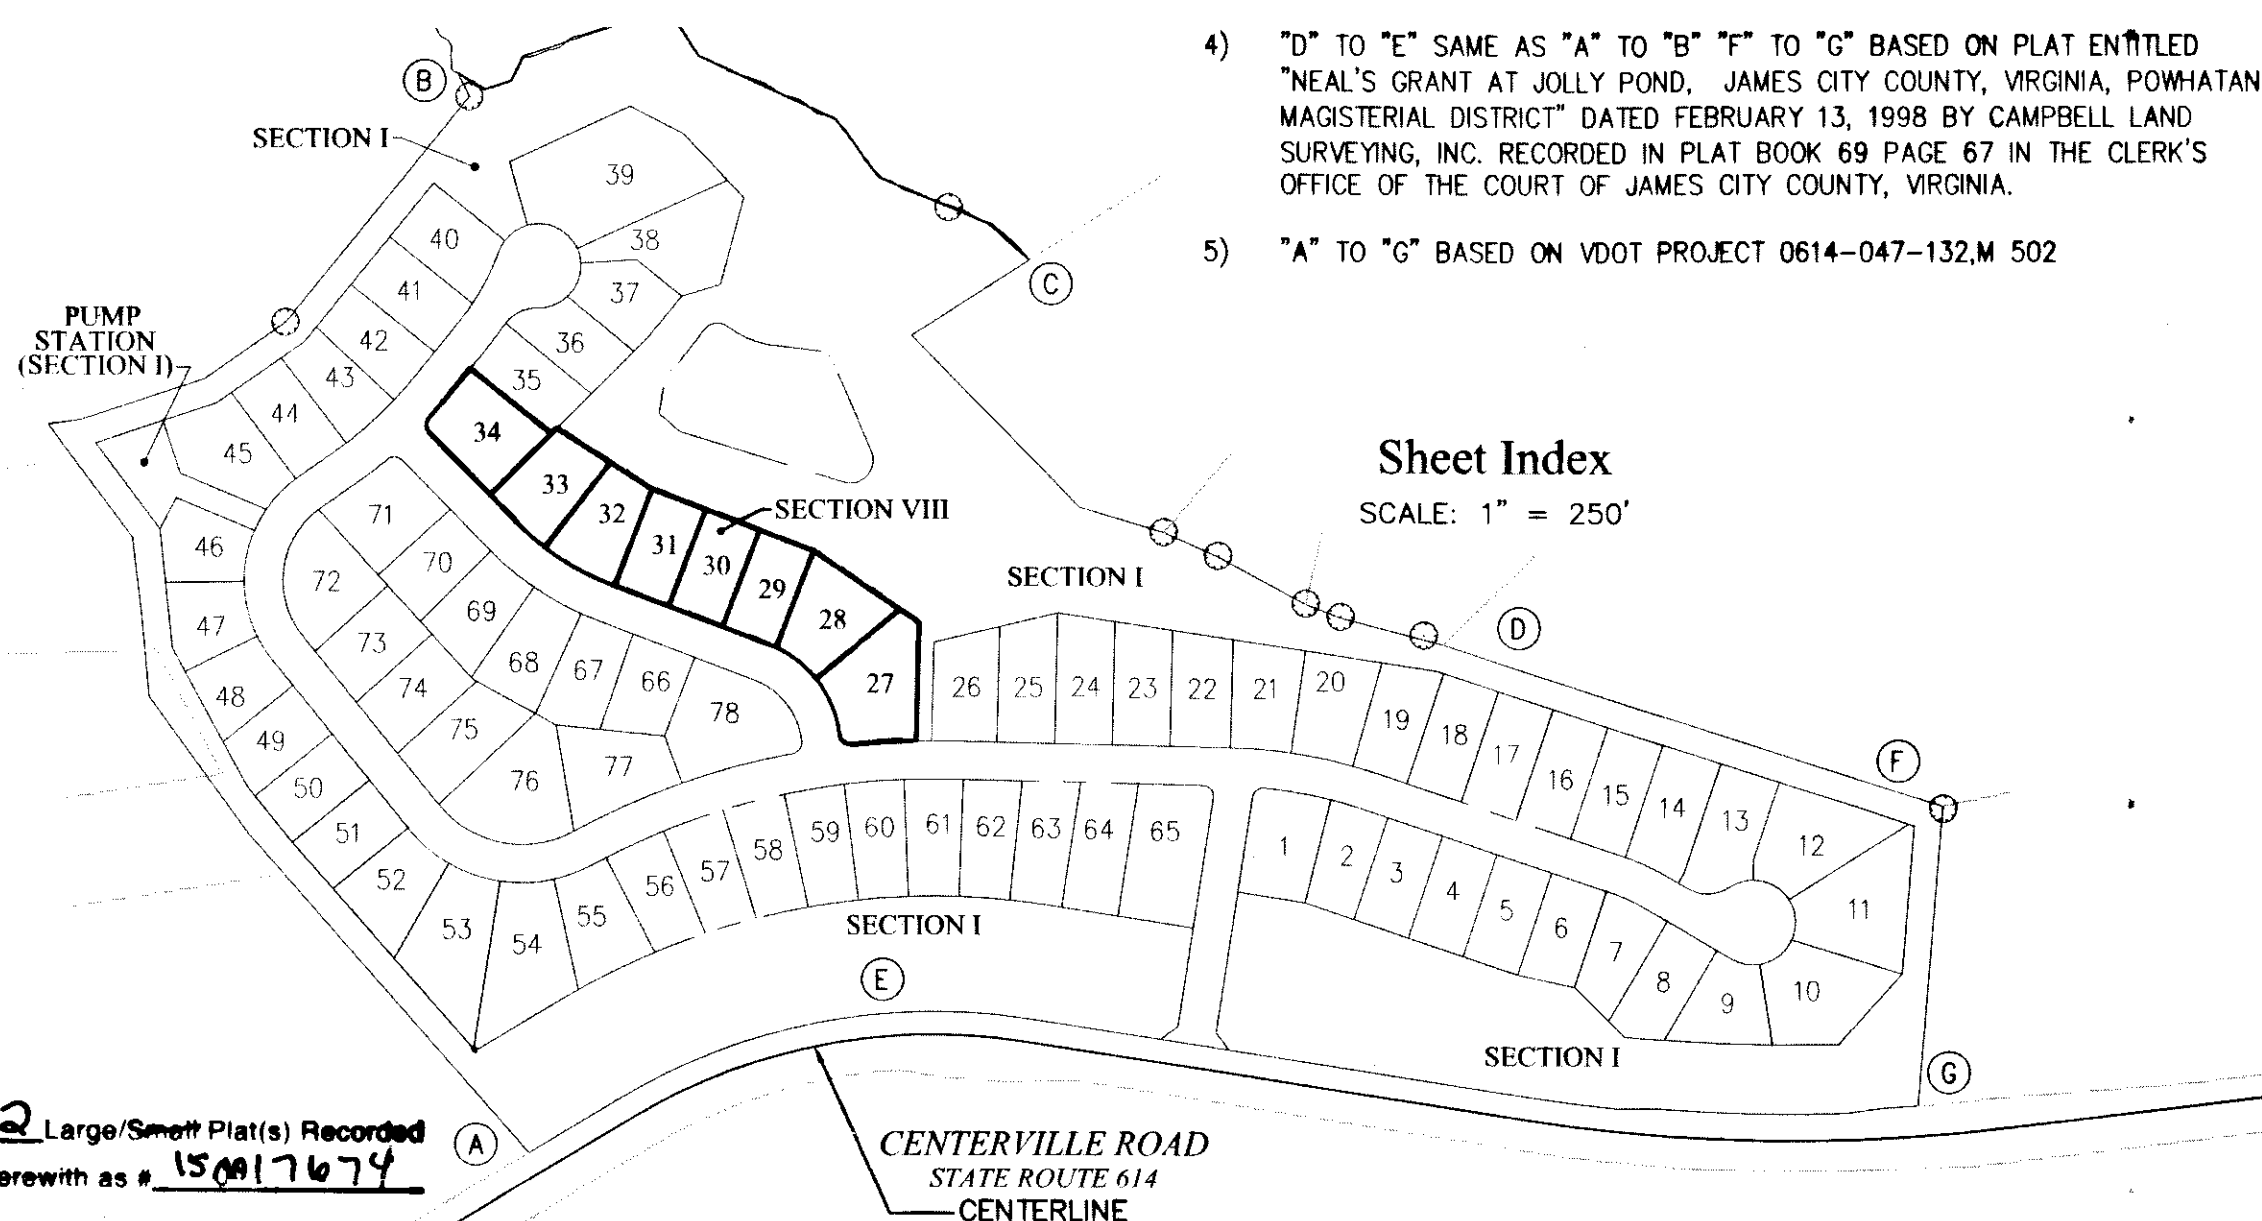 4) "D" TO "E" SAME AS "A" TO "B" "F" TO "G" BASED ON PLAT ENTITLED
"NEAL'S GRANT AT JOLLY POND, JAMES CITY COUNTY, VIRGINIA, POWHATAN
MAGISTERIAL DISTRICT" DATED FEBRUARY 13, 1998 BY CAMPBELL LAND
SURVEYING, INC. RECORDED IN PLAT BOOK 69 PAGE 67 IN THE CLERK'S
OFFICE OF THE COURT OF JAMES CITY COUNTY, VIRGINIA.
5) "A" TO "G" BASED ON VDOT PROJECT 0614-047-132,M 502
B
SECTION I
39
40
38
C
41
37
PUMP
STATION
(SECTION I)
42
36
43
35
44
45
34
33
32
SECTION VIII
31
30
29
28
27
Sheet Index
SCALE: 1" = 250'
SECTION I
D
71
46
70
72
69
47
73
68
67
66
74
48
78
75
49
77
76
50
51
52
26
25
24
23
22
21
20
19
18
17
16
15
14
13
12
F
11
10
59
60
61
62
63
64
65
58
57
56
55
54
53
1
2
3
4
5
6
7
8
9
SECTION I
E
SECTION I
G
A
CENTERVILLE ROAD
STATE ROUTE 614
CENTERLINE
2 Large/Small Plat(s) Recorded
erewith as #